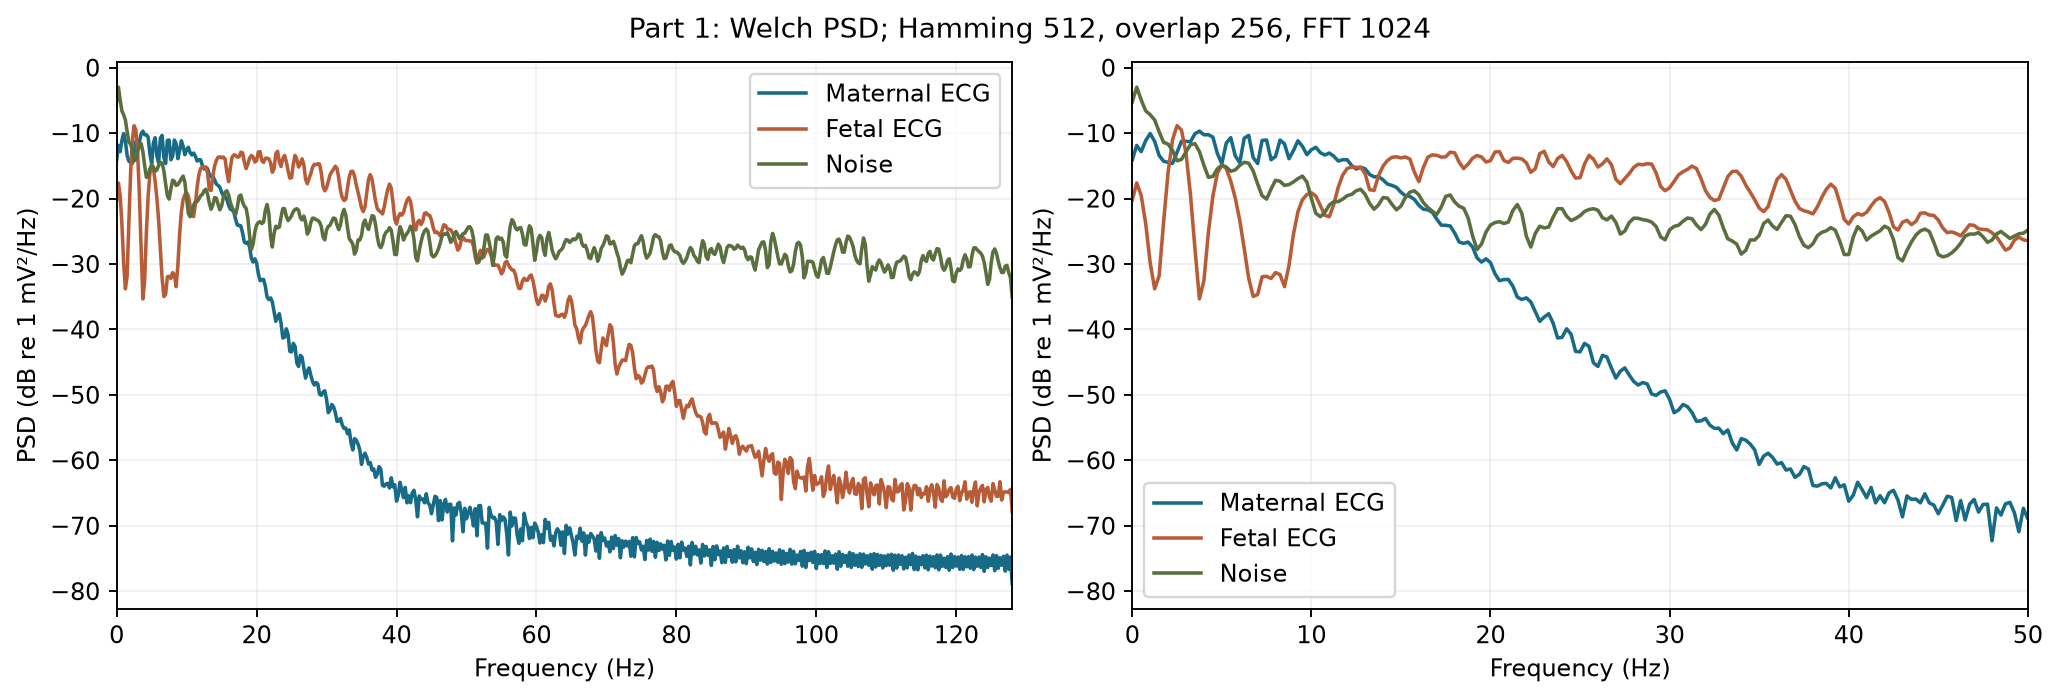 Part 1: Welch PSD; Hamming 512, overlap 256, FFT 1024
PSD (dB re 1 mV²/Hz)
0
−10
−20
−30
−40
−50
−60
−70
−80
Maternal ECG
Fetal ECG
Noise
0 20 40 60 80 100 120
Frequency (Hz)
PSD (dB re 1 mV²/Hz)
0
−10
−20
−30
−40
−50
−60
−70
−80
Maternal ECG
Fetal ECG
Noise
0 10 20 30 40 50
Frequency (Hz)